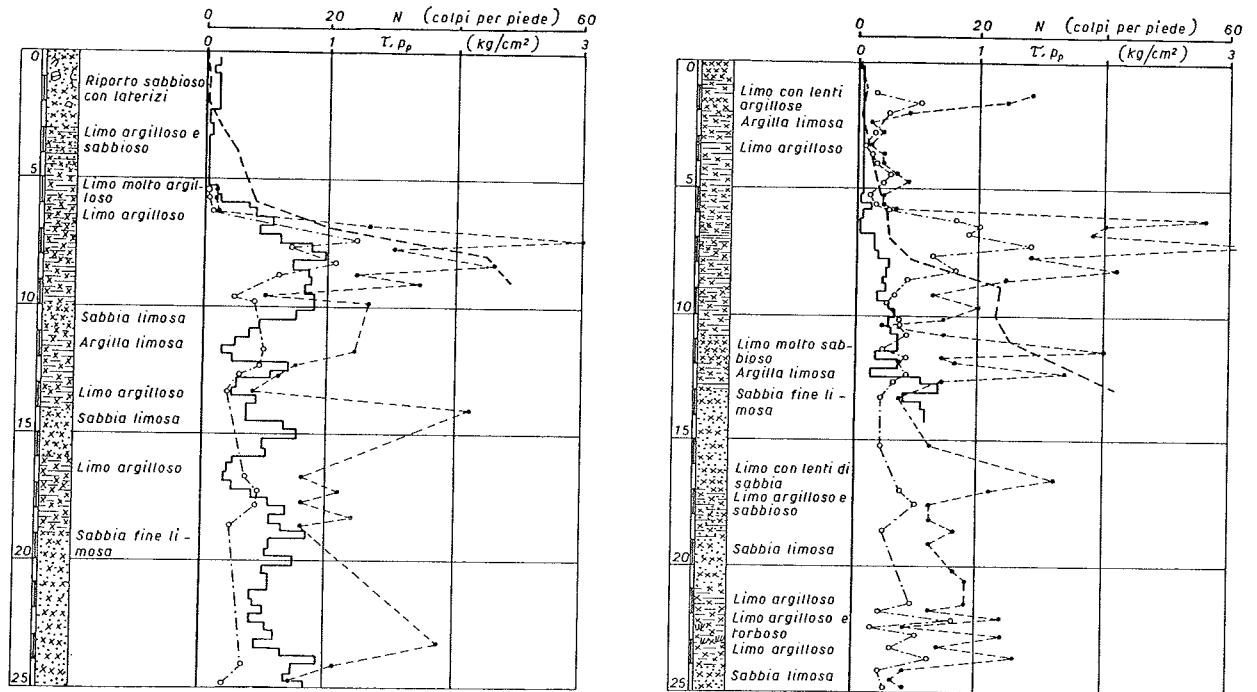 20 N (colpi per piede) 60
0 1 τ, pp (kg/cm²) 3
0
Riporto sabbioso
con laterizi
Limo argilloso e
sabbioso
5
Limo molto argil-
loso
Limo argilloso
10
Sabbia limosa
Argilla limosa
Limo argilloso
Sabbia limosa
15
Limo argilloso
Sabbia fine li-
mosa
20
25
0 20 N (colpi per piede) 60
0 1 τ, pp (kg/cm²) 3
0
Limo con lenti
argillose
Argilla limosa
Limo argilloso
5
10
Limo molto sab-
bioso
Argilla limosa
Sabbia fine li-
mosa
15
Limo con lenti di
sabbia
Limo argilloso e
sabbioso
Sabbia limosa
20
Limo argilloso
Limo argilloso e
torboso
Limo argilloso
Sabbia limosa
25